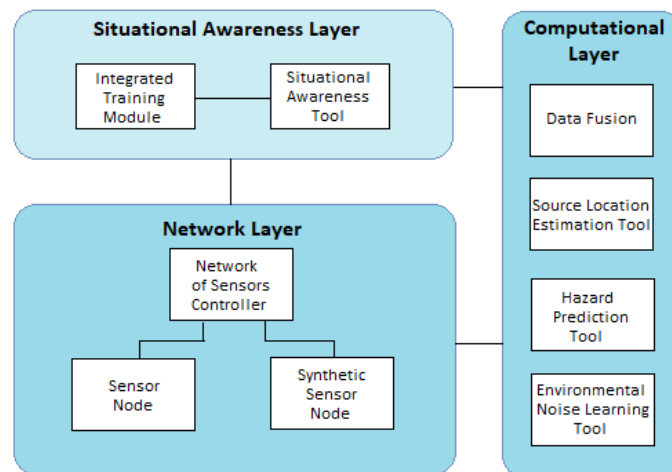 Situational Awareness Layer
Integrated
Training
Module
Situational
Awareness
Tool
Network Layer
Network
of Sensors
Controller
Sensor
Node
Synthetic
Sensor
Node
Computational
Layer
Data Fusion
Source Location
Estimation Tool
Hazard
Prediction
Tool
Environmental
Noise Learning
Tool